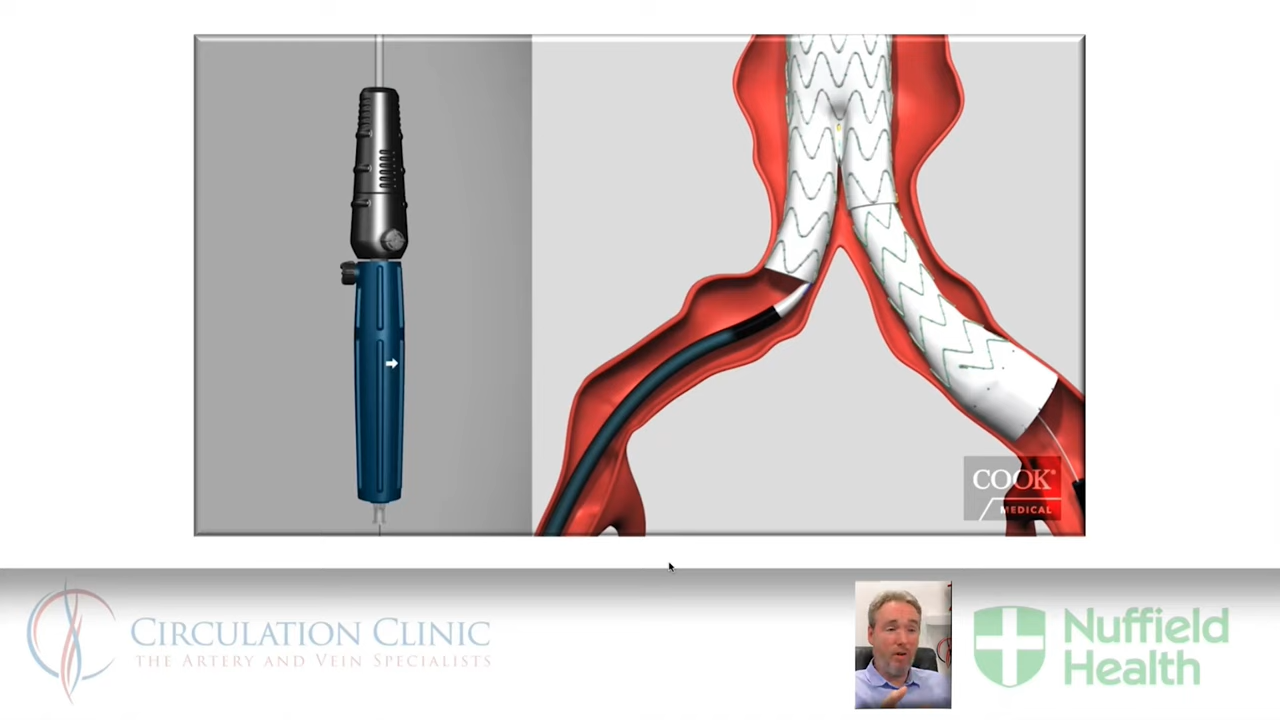 COOK®
MEDICAL
CIRCULATION CLINIC
THE ARTERY AND VEIN SPECIALISTS
Nuffield
Health